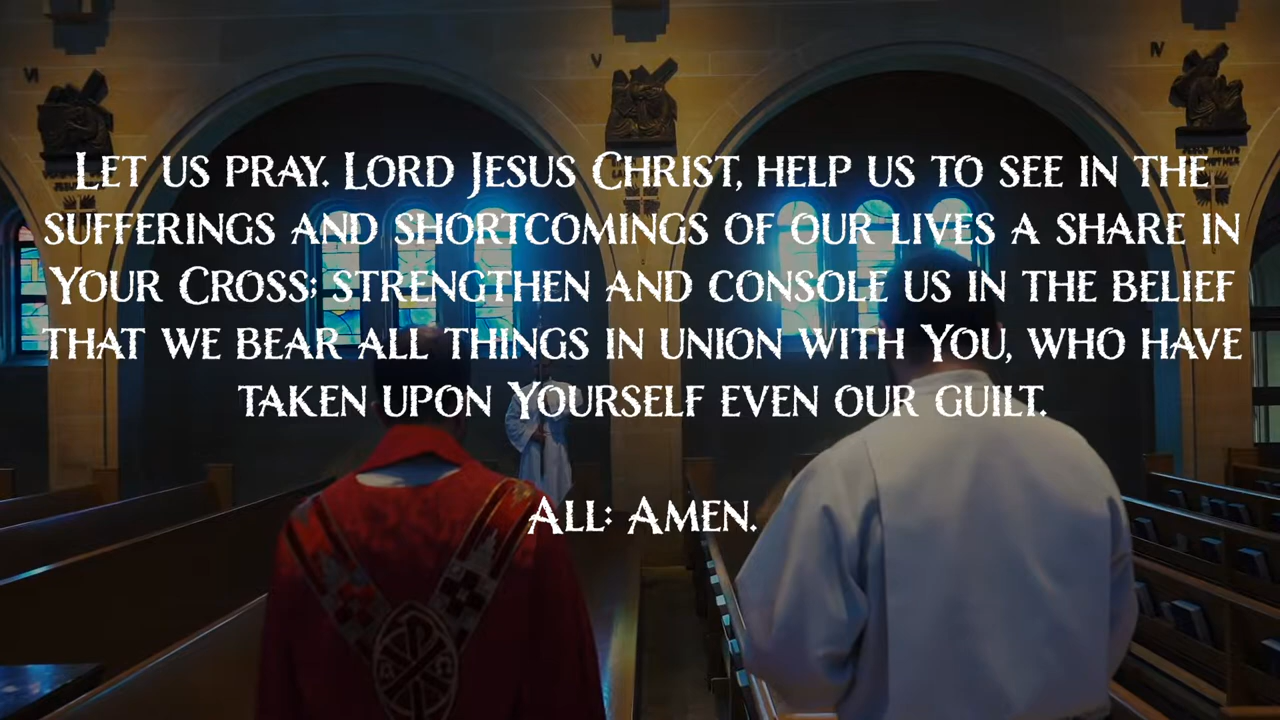 VI
V
IV
Let us pray. Lord Jesus Christ, help us to see in the
sufferings and shortcomings of our lives a share in
Your Cross; strengthen and console us in the belief
that we bear all things in union with You, who have
taken upon Yourself even our guilt.
All: Amen.